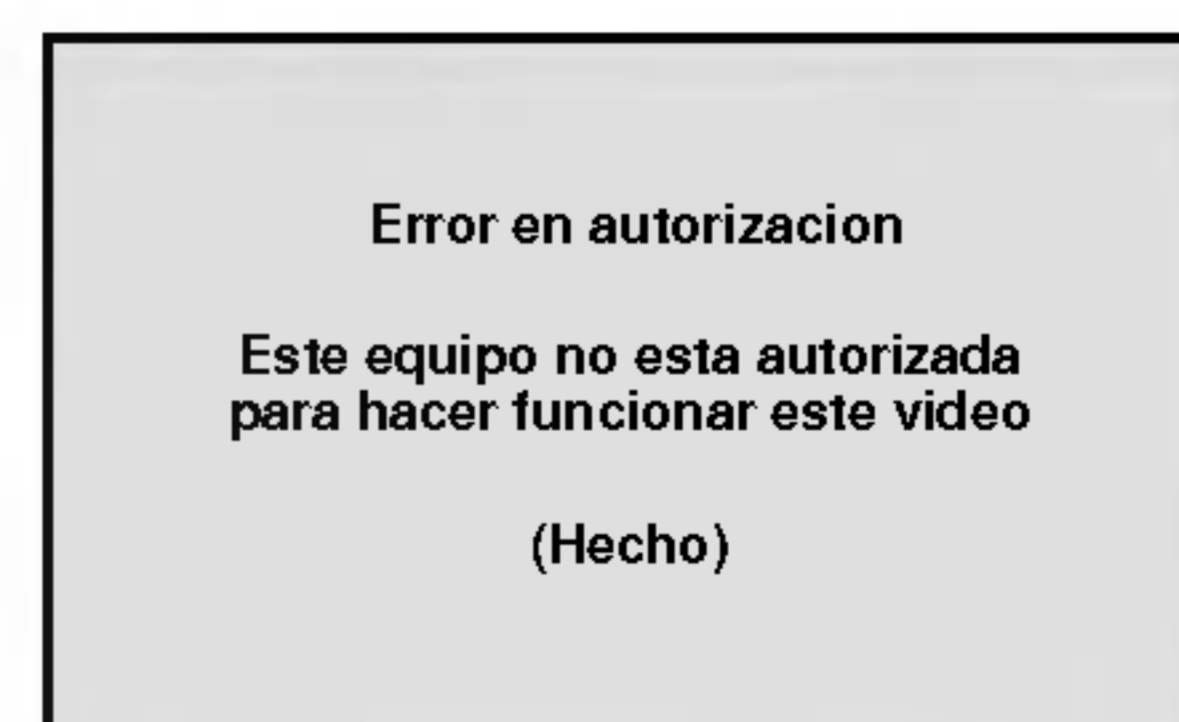 Error en autorizacion
Este equipo no esta autorizada
para hacer funcionar este video
(Hecho)